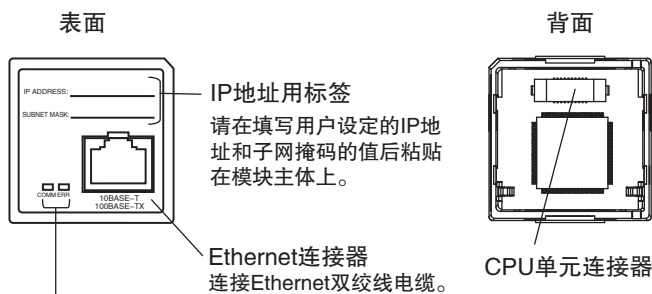 表面
背面
IP ADDRESS:
SUBNET MASK:
COMM ERR
10BASE-T
100BASE-TX
IP地址用标签
请在填写用户设定的IP地
址和子网掩码的值后粘贴
在模块主体上。
Ethernet连接器
连接Ethernet双绞线电缆。
CPU单元连接器